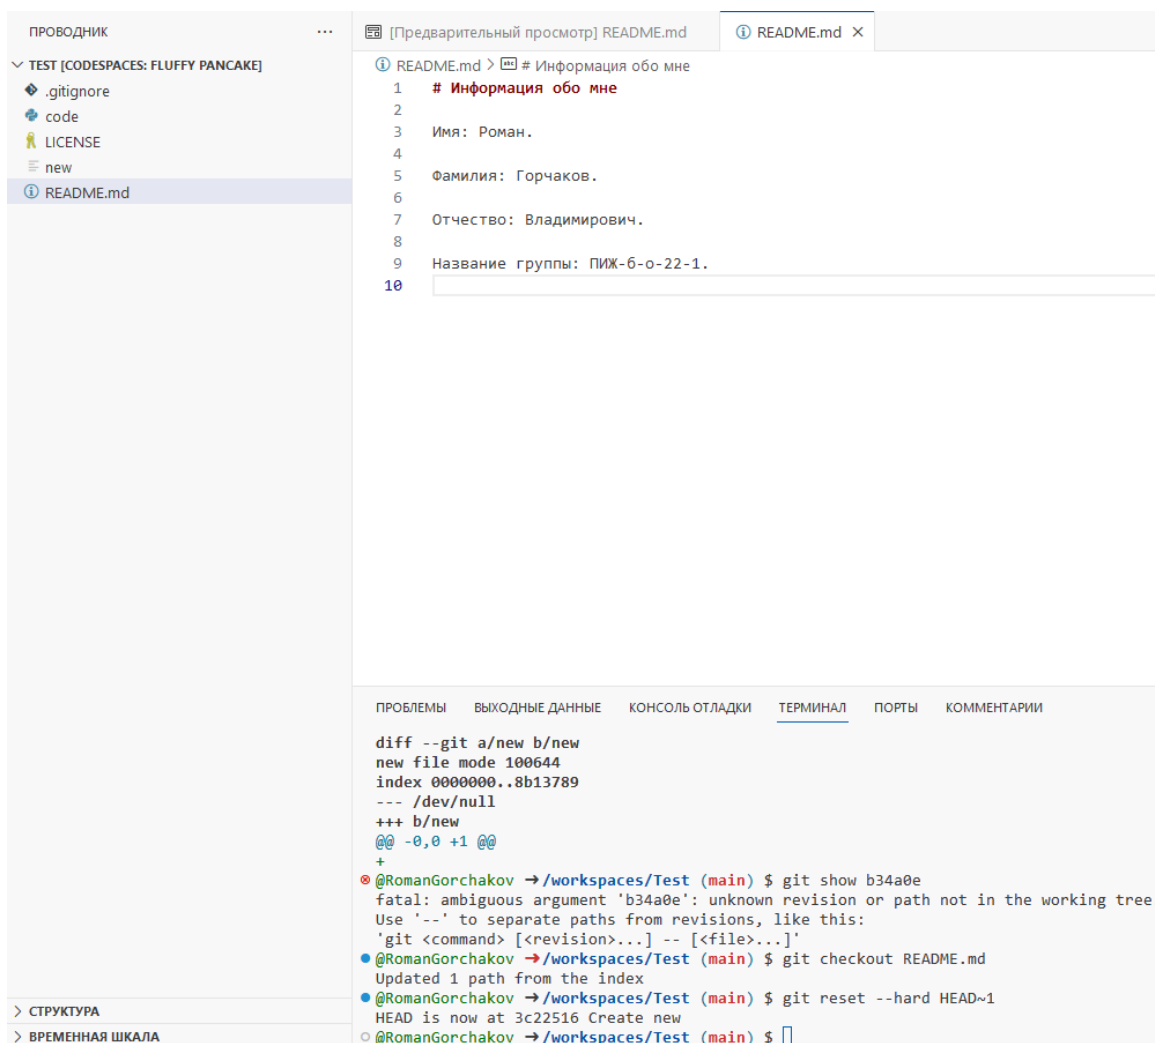 ПРОВОДНИК
...
TEST [CODESPACES: FLUFFY PANCAKE]
.gitignore
code
LICENSE
new
README.md
СТРУКТУРА
ВРЕМЕННАЯ ШКАЛА
[Предварительный просмотр] README.md
README.md
README.md > # Информация обо мне
1 # Информация обо мне
2
3 Имя: Роман.
4
5 Фамилия: Горчаков.
6
7 Отчество: Владимирович.
8
9 Название группы: ПИЖ-б-о-22-1.
10
ПРОБЛЕМЫ ВЫХОДНЫЕ ДАННЫЕ КОНСОЛЬ ОТЛАДКИ ТЕРМИНАЛ ПОРТЫ КОММЕНТАРИИ
diff --git a/new b/new
new file mode 100644
index 0000000..8b13789
--- /dev/null
+++ b/new
@@ -0,0 +1 @@
+
@RomanGorchakov ➜ /workspaces/Test (main) $ git show b34a0e
fatal: ambiguous argument 'b34a0e': unknown revision or path not in the working tree
Use '--' to separate paths from revisions, like this:
'git <command> [<revision>...] -- [<file>...]'
@RomanGorchakov ➜ /workspaces/Test (main) $ git checkout README.md
Updated 1 path from the index
@RomanGorchakov ➜ /workspaces/Test (main) $ git reset --hard HEAD~1
HEAD is now at 3c22516 Create new
@RomanGorchakov ➜ /workspaces/Test (main) $